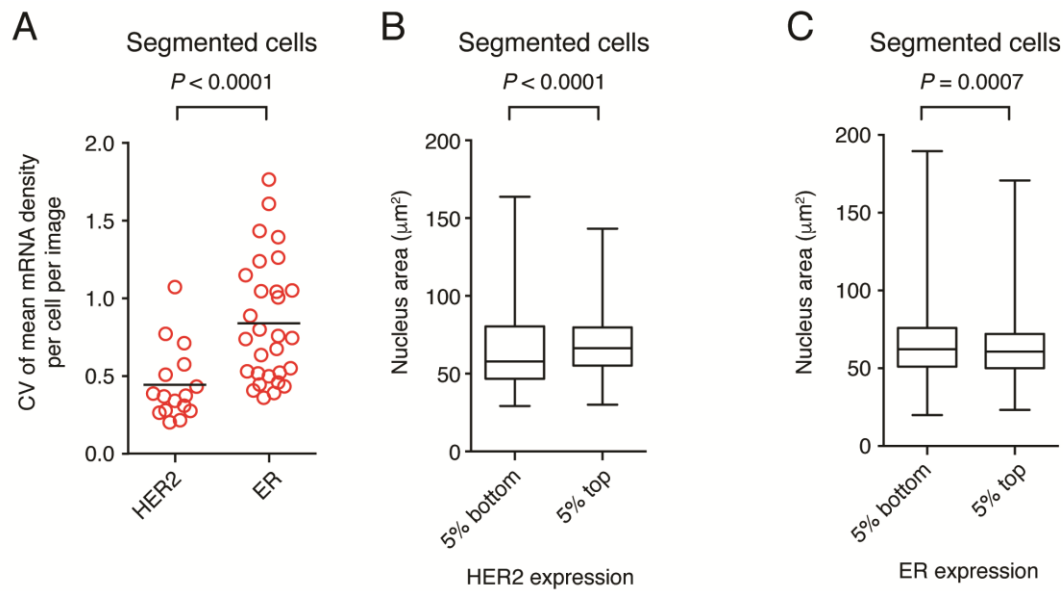 A
Segmented cells
P < 0.0001
CV of mean mRNA density
per cell per image
2.0
1.5
1.0
0.5
0.0
HER2
ER
B
Segmented cells
P < 0.0001
Nucleus area (μm²)
200
150
100
50
0
5% bottom
5% top
HER2 expression
C
Segmented cells
P = 0.0007
Nucleus area (μm²)
200
150
100
50
0
5% bottom
5% top
ER expression